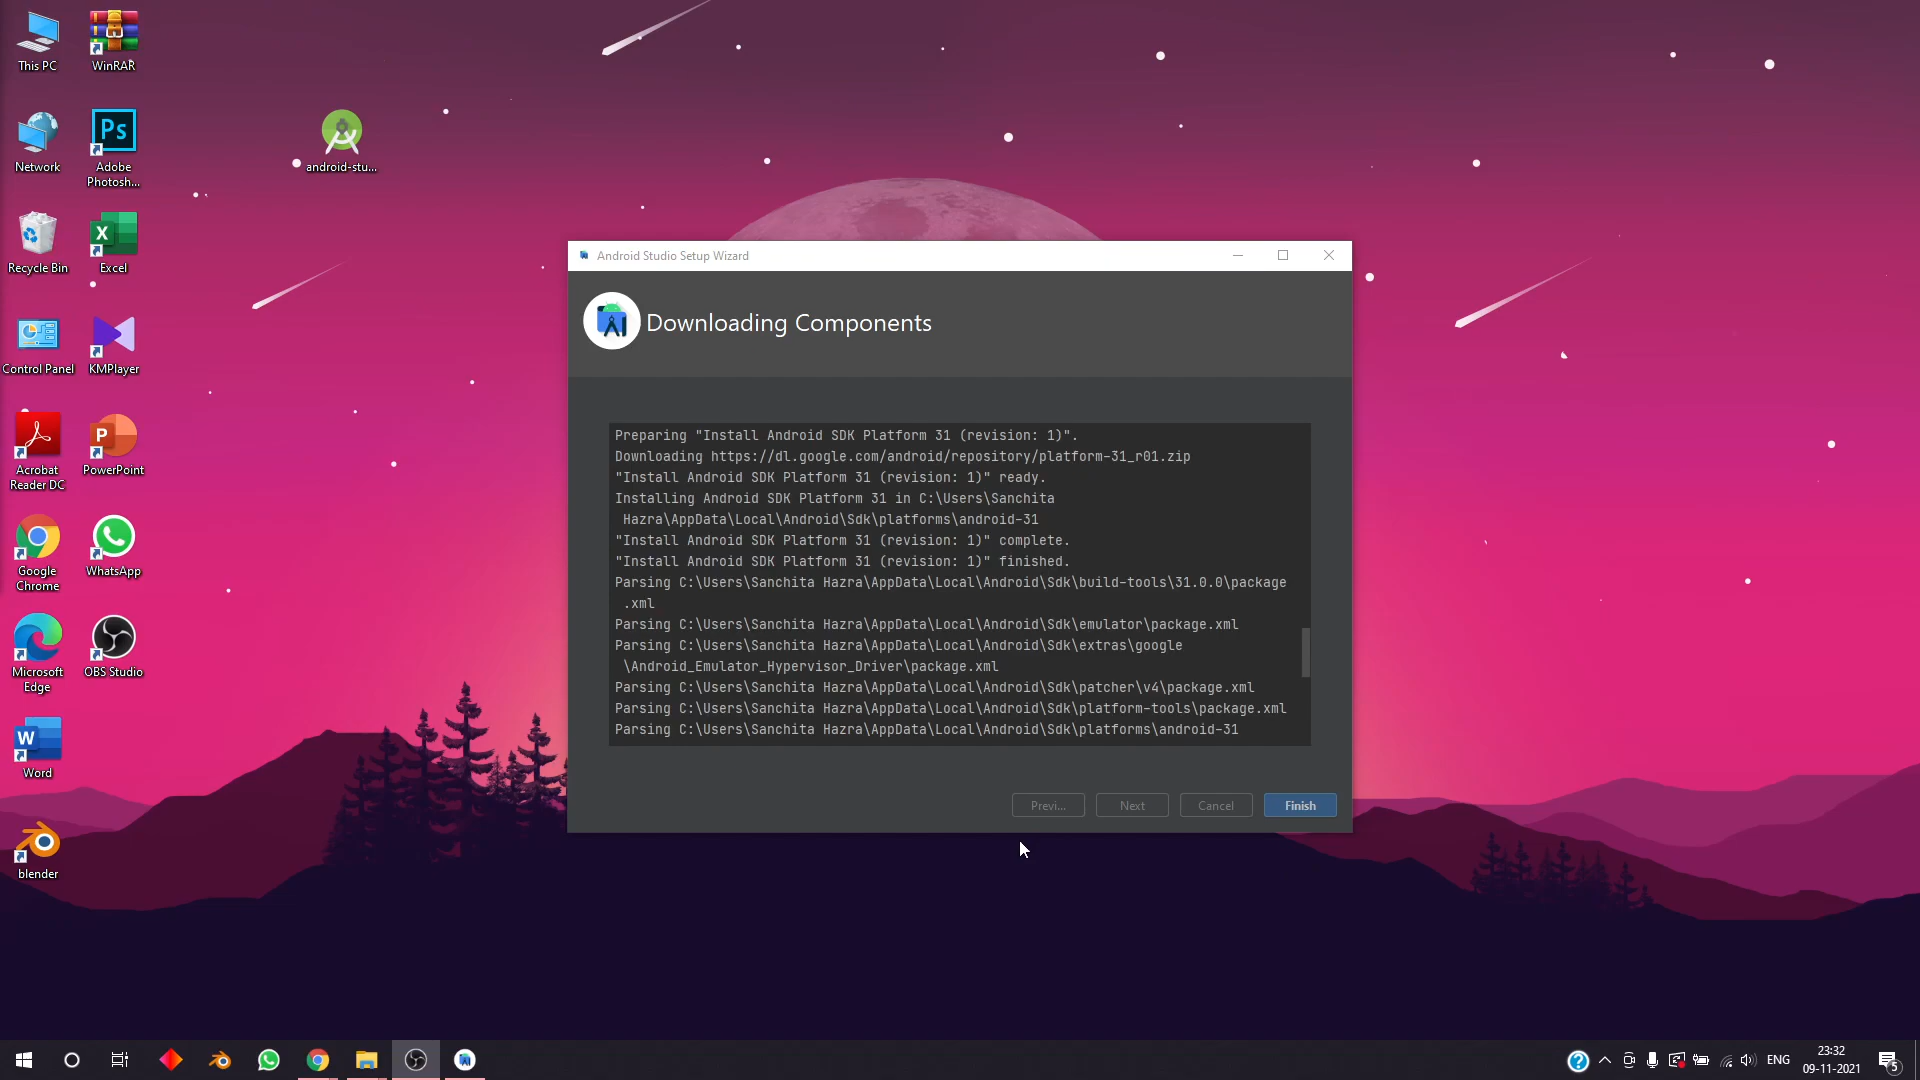 This PC
WinRAR
Network
Ps
Adobe
Photosh...
android-stu...
Recycle Bin
X
Excel
Control Panel
KMPlayer
Acrobat
Reader DC
P
PowerPoint
Google
Chrome
WhatsApp
Microsoft
Edge
OBS Studio
W
Word
blender
Android Studio Setup Wizard
Downloading Components
Preparing "Install Android SDK Platform 31 (revision: 1)".
Downloading https://dl.google.com/android/repository/platform-31_r01.zip
"Install Android SDK Platform 31 (revision: 1)" ready.
Installing Android SDK Platform 31 in C:\Users\Sanchita
Hazra\AppData\Local\Android\Sdk\platforms\android-31
"Install Android SDK Platform 31 (revision: 1)" complete.
"Install Android SDK Platform 31 (revision: 1)" finished.
Parsing C:\Users\Sanchita Hazra\AppData\Local\Android\Sdk\build-tools\31.0.0\package
.xml
Parsing C:\Users\Sanchita Hazra\AppData\Local\Android\Sdk\emulator\package.xml
Parsing C:\Users\Sanchita Hazra\AppData\Local\Android\Sdk\extras\google
\Android_Emulator_Hypervisor_Driver\package.xml
Parsing C:\Users\Sanchita Hazra\AppData\Local\Android\Sdk\patcher\v4\package.xml
Parsing C:\Users\Sanchita Hazra\AppData\Local\Android\Sdk\platform-tools\package.xml
Parsing C:\Users\Sanchita Hazra\AppData\Local\Android\Sdk\platforms\android-31
Previ...
Next
Cancel
Finish
ENG
23:32
09-11-2021
5